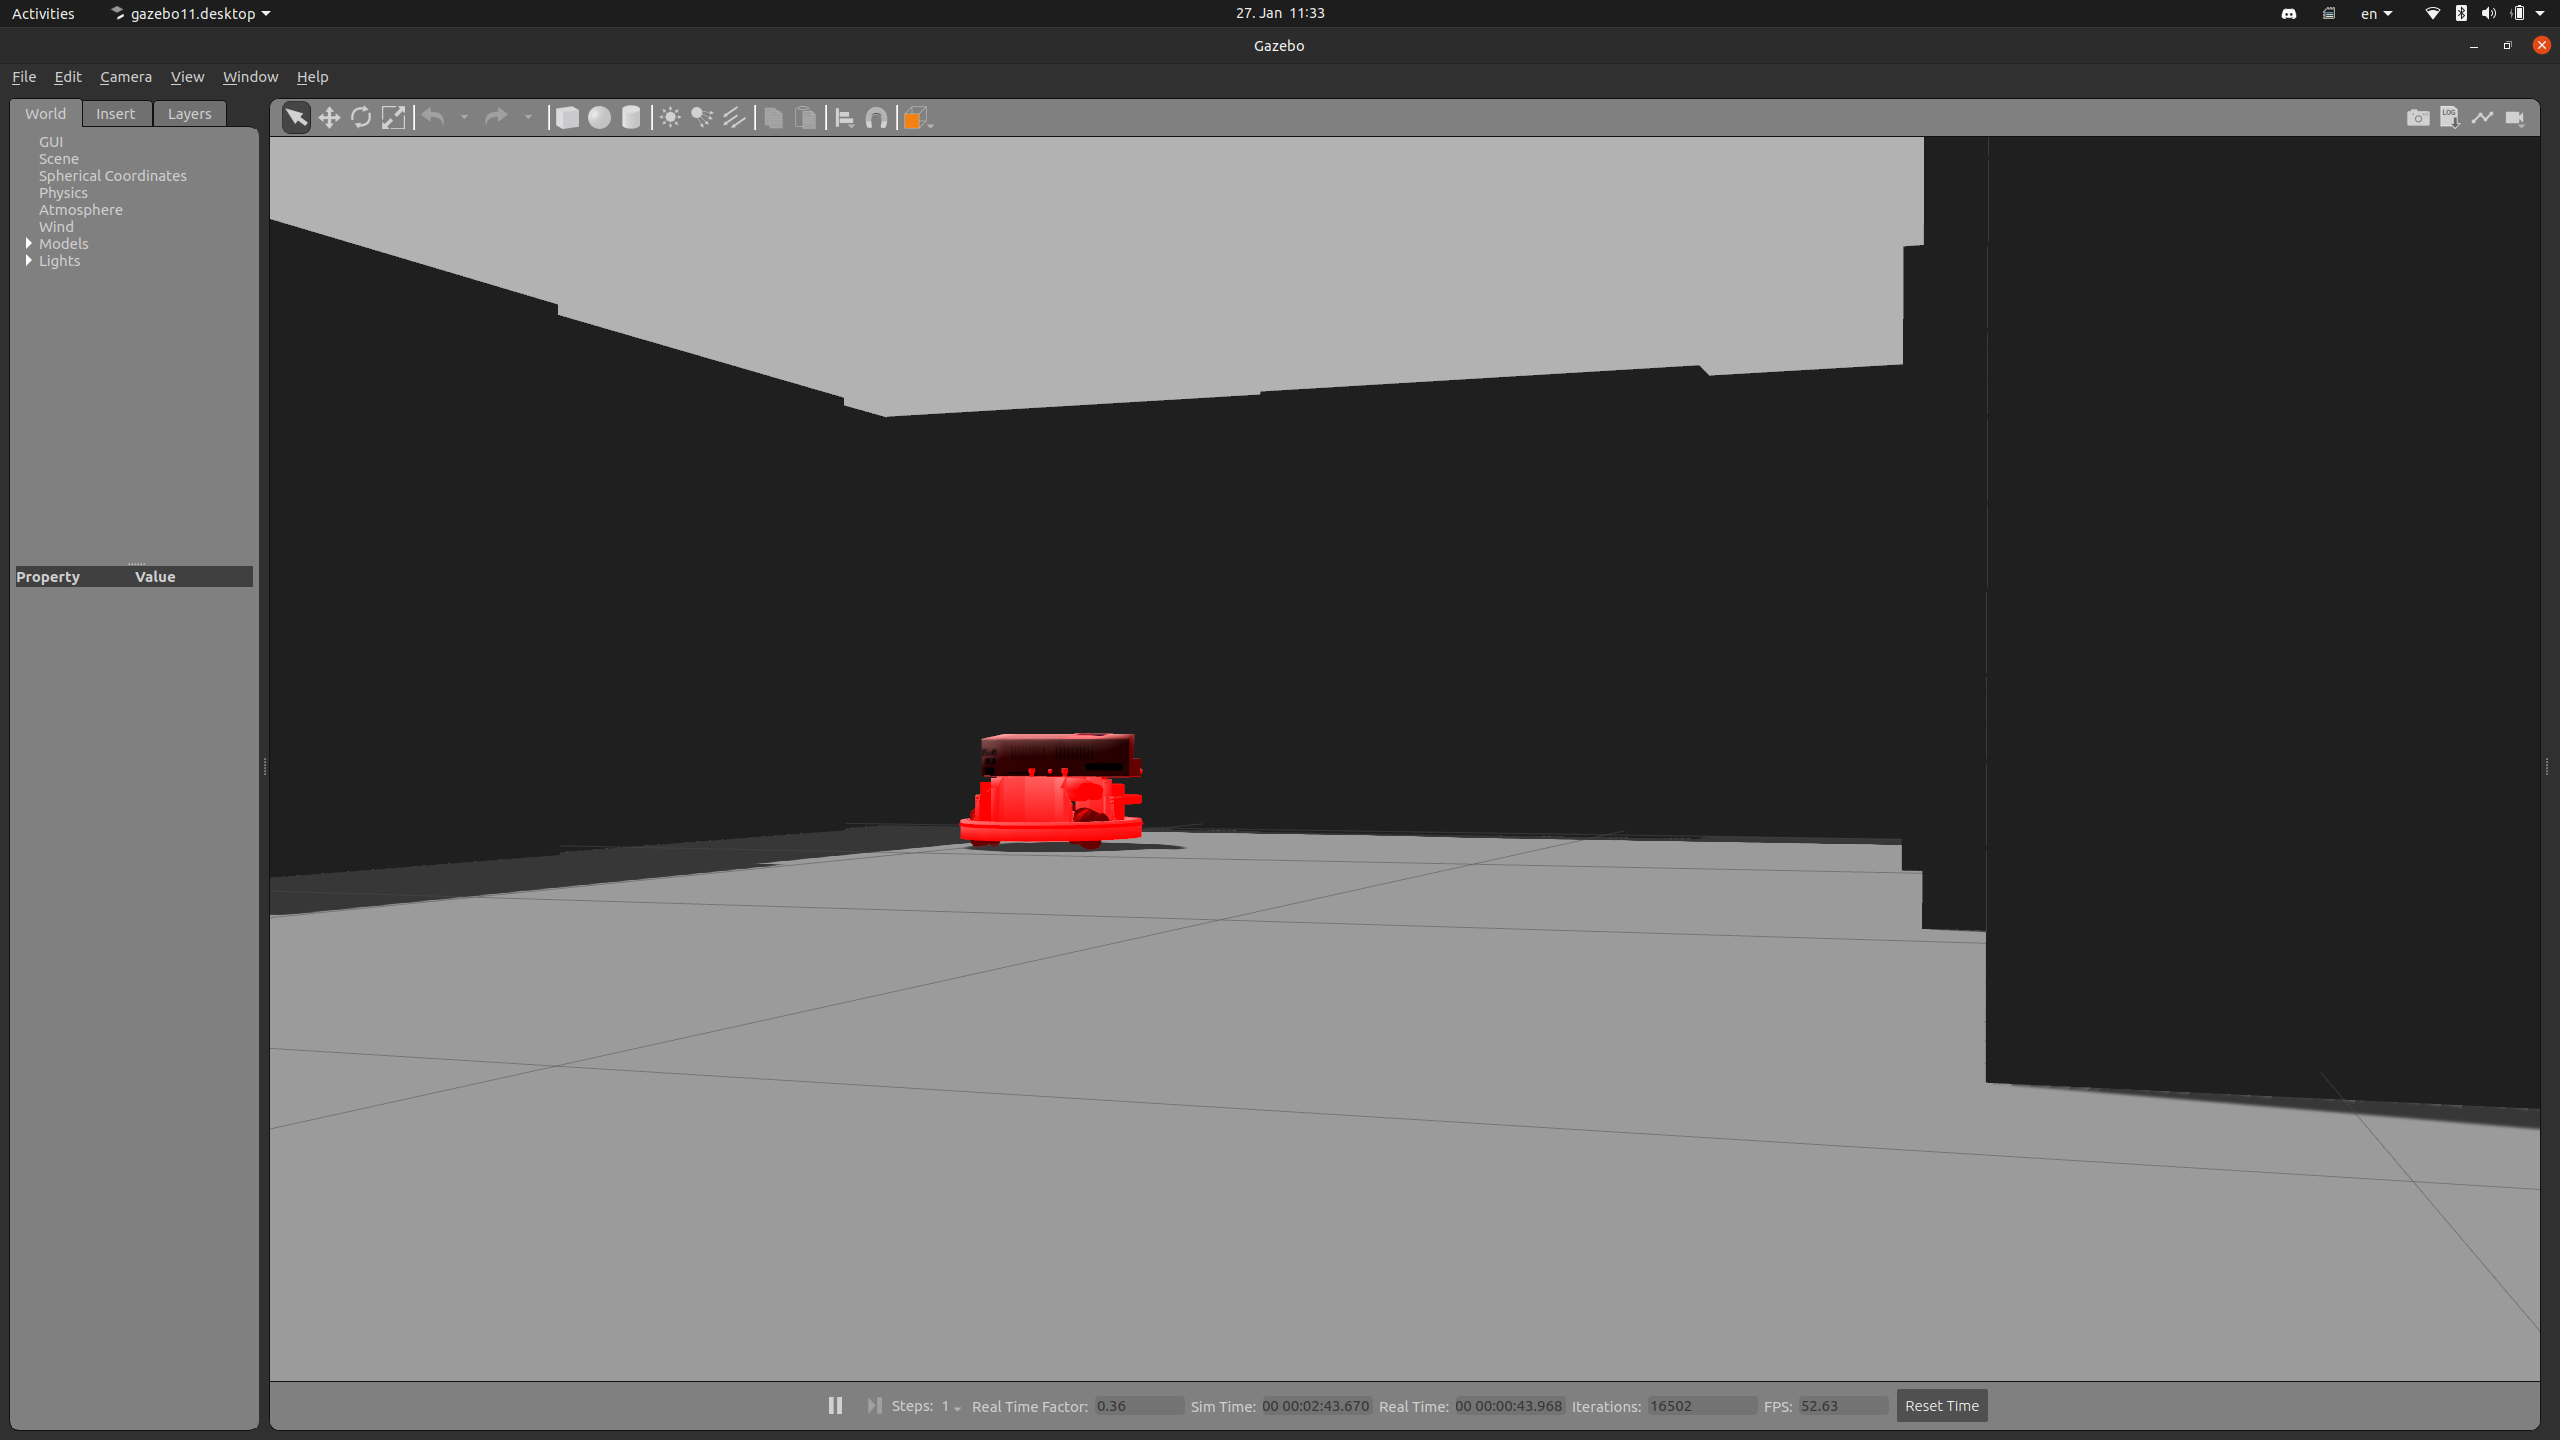 Activities gazebo11.desktop 27. Jan 11:33 en
Gazebo
File Edit Camera View Window Help
World Insert Layers
LOG
GUI
Scene
Spherical Coordinates
Physics
Atmosphere
Wind
Models
Lights
Property Value
Steps: 1 Real Time Factor: 0.36 Sim Time: 00 00:02:43.670 Real Time: 00 00:00:43.968 Iterations: 16502 FPS: 52.63 Reset Time